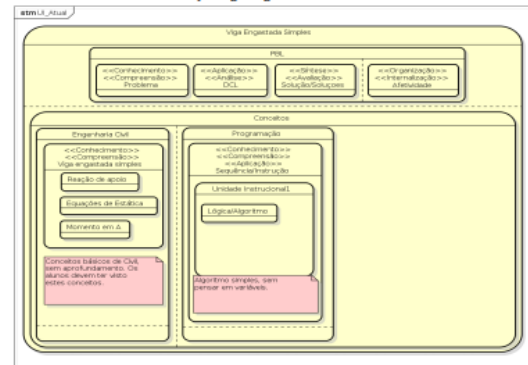 stm UI_Atual
Viga Engastada Simples
PBL
<<Conhecimento>>
<<Compreensão>>
Problema
<<Aplicação>>
<<Análise>>
DCL
<<Síntese>>
<<Avaliação>>
Solução/Soluçoes
<<Organização>>
<<Internalização>>
Afetividade
Conceitos
Engenharia Civil
<<Conhecimento>>
<<Compreensão>>
Viga engastada simples
Reação de apoio
Equações de Estática
Momento em A
Conceitos básicos de Civil,
sem aprofundamento. Os
alunos devem ter visto
estes conceitos.
Programação
<<Conhecimento>>
<<Compreensão>>
<<Aplicação>>
Sequência/Instrução
Unidade Instrucional1
Lógica/Algoritmo
Algoritmo simples, sem
pensar em variáveis.